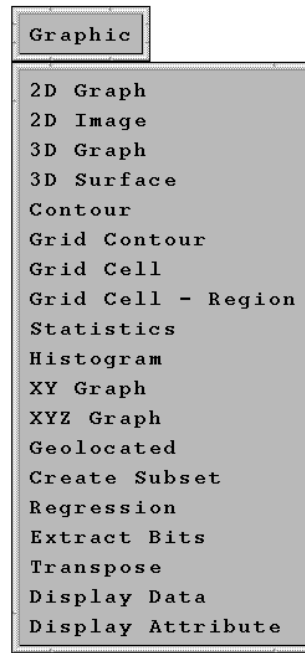 Graphic
2D Graph
2D Image
3D Graph
3D Surface
Contour
Grid Contour
Grid Cell
Grid Cell - Region
Statistics
Histogram
XY Graph
XYZ Graph
Geolocated
Create Subset
Regression
Extract Bits
Transpose
Display Data
Display Attribute